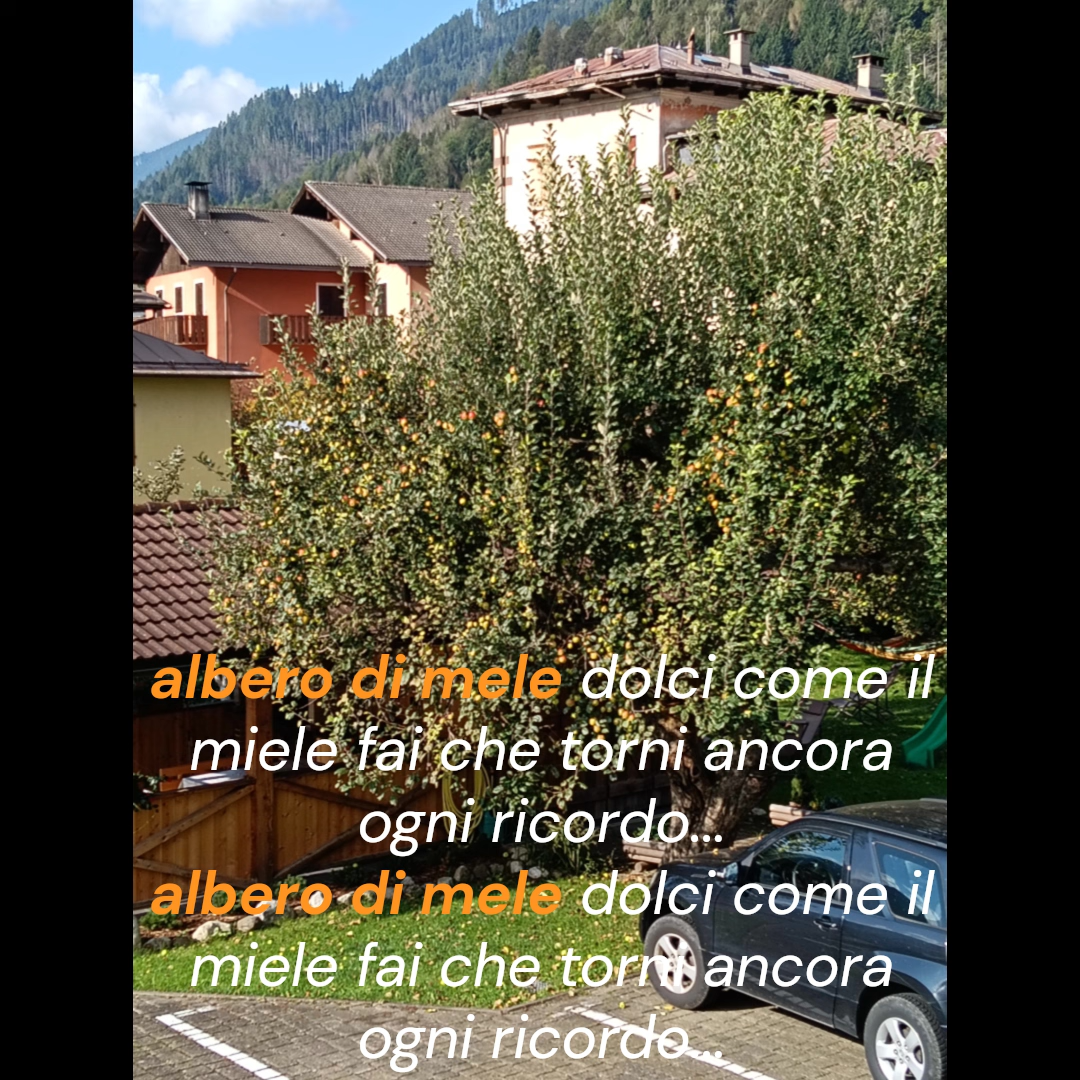 albero di mele dolci come il
miele fai che torni ancora
ogni ricordo...
albero di mele dolci come il
miele fai che torni ancora
ogni ricordo...